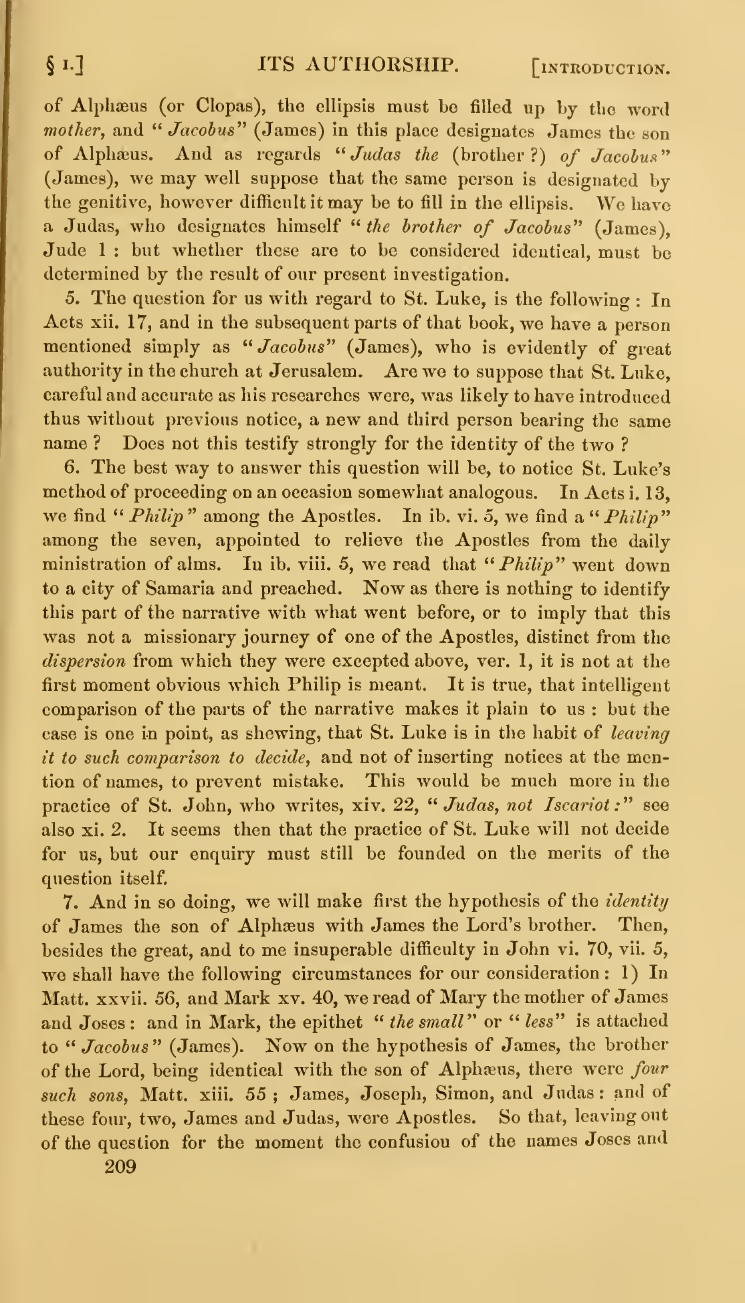 § 1.] ITS AUTHORSHIP. [INTRODUCTION.
of Alphæus (or Clopas), the ellipsis must be filled up by the word
mother, and “ Jacobus” (James) in this place designates James the son
of Alphæus. And as regards “ Judas the (brother ?) of Jacobus”
(James), we may well suppose that the same person is designated by
the genitive, however difficult it may be to fill in the ellipsis. We have
a Judas, who designates himself “ the brother of Jacobus” (James),
Jude 1 : but whether these are to be considered identical, must be
determined by the result of our present investigation.
5. The question for us with regard to St. Luke, is the following : In
Acts xii. 17, and in the subsequent parts of that book, we have a person
mentioned simply as “ Jacobus” (James), who is evidently of great
authority in the church at Jerusalem. Are we to suppose that St. Luke,
careful and accurate as his researches were, was likely to have introduced
thus without previous notice, a new and third person bearing the same
name ? Does not this testify strongly for the identity of the two ?
6. The best way to answer this question will be, to notice St. Luke’s
method of proceeding on an occasion somewhat analogous. In Acts i. 13,
we find “ Philip ” among the Apostles. In ib. vi. 5, we find a “ Philip”
among the seven, appointed to relieve the Apostles from the daily
ministration of alms. In ib. viii. 5, we read that “ Philip” went down
to a city of Samaria and preached. Now as there is nothing to identify
this part of the narrative with what went before, or to imply that this
was not a missionary journey of one of the Apostles, distinct from the
dispersion from which they were excepted above, ver. 1, it is not at the
first moment obvious which Philip is meant. It is true, that intelligent
comparison of the parts of the narrative makes it plain to us : but the
case is one in point, as shewing, that St. Luke is in the habit of leaving
it to such comparison to decide, and not of inserting notices at the men-
tion of names, to prevent mistake. This would be much more in the
practice of St. John, who writes, xiv. 22, “ Judas, not Iscariot :” see
also xi. 2. It seems then that the practice of St. Luke will not decide
for us, but our enquiry must still be founded on the merits of the
question itself.
7. And in so doing, we will make first the hypothesis of the identity
of James the son of Alphæus with James the Lord’s brother. Then,
besides the great, and to me insuperable difficulty in John vi. 70, vii. 5,
we shall have the following circumstances for our consideration : 1) In
Matt. xxvii. 56, and Mark xv. 40, we read of Mary the mother of James
and Joses : and in Mark, the epithet “ the small” or “ less” is attached
to “ Jacobus” (James). Now on the hypothesis of James, the brother
of the Lord, being identical with the son of Alphæus, there were four
such sons, Matt. xiii. 55 ; James, Joseph, Simon, and Judas : and of
these four, two, James and Judas, were Apostles. So that, leaving out
of the question for the moment the confusion of the names Joses and
209